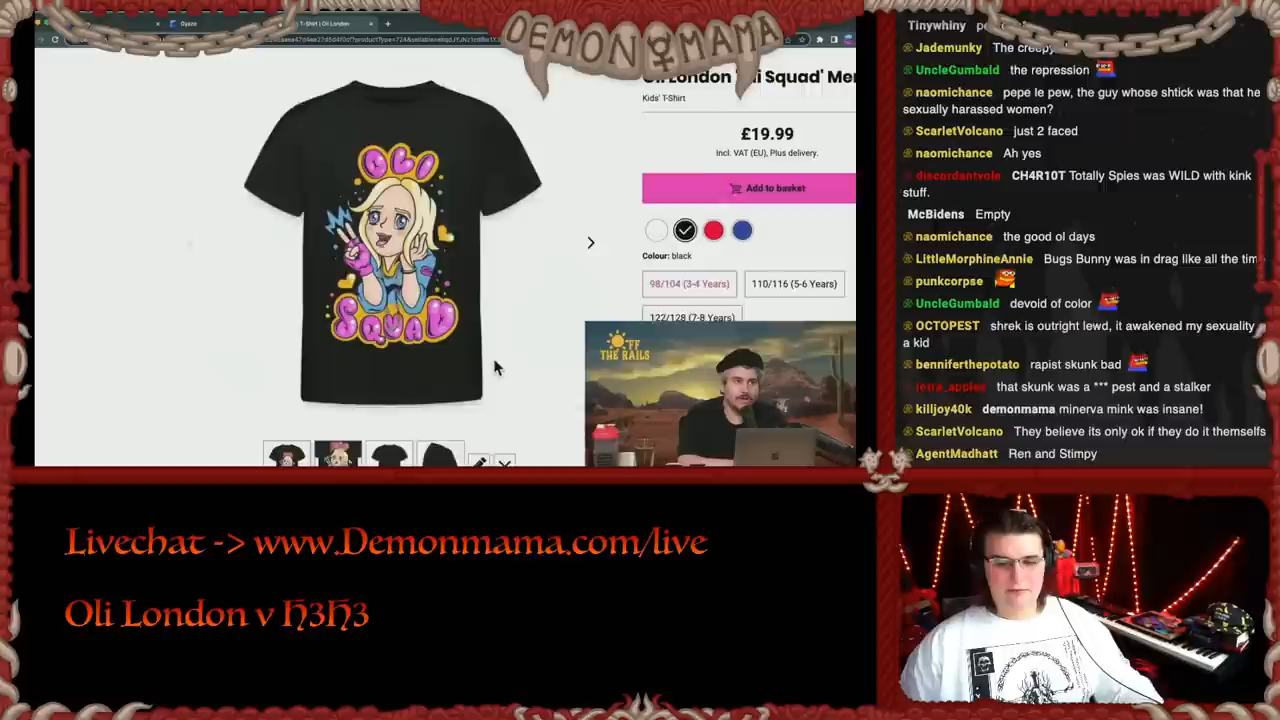 Oyaze
T-Shirt | Oli London
DEMONMAMA
Oli London 'Oli Squad' Mer
Kids' T-Shirt
£19.99
Incl. VAT (EU), Plus delivery.
Add to basket
Colour: black
98/104 (3-4 Years)
110/116 (5-6 Years)
122/128 (7-8 Years)
OLI
SQUAD
OFF
THE RAILS
Tinywhiny
Jademunky The creepy
UncleGumbald the repression
naomichance pepe le pew, the guy whose shtick was that he
sexually harassed women?
ScarletVolcano just 2 faced
naomichance Ah yes
discordantvole CH4R10T Totally Spies was WILD with kink
stuff.
McBidens Empty
naomichance the good ol days
LittleMorphineAnnie Bugs Bunny was in drag like all the tim
punkcorpse
UncleGumbald devoid of color
OCTOPEST shrek is outright lewd, it awakened my sexuality
a kid
benniferthepotato rapist skunk bad
that skunk was a *** pest and a stalker
killjoy40k demonmama minerva mink was insane!
ScarletVolcano They believe its only ok if they do it themselfs
AgentMadhatt Ren and Stimpy
Livechat -> www.Demonmama.com/live
Oli London v H3H3